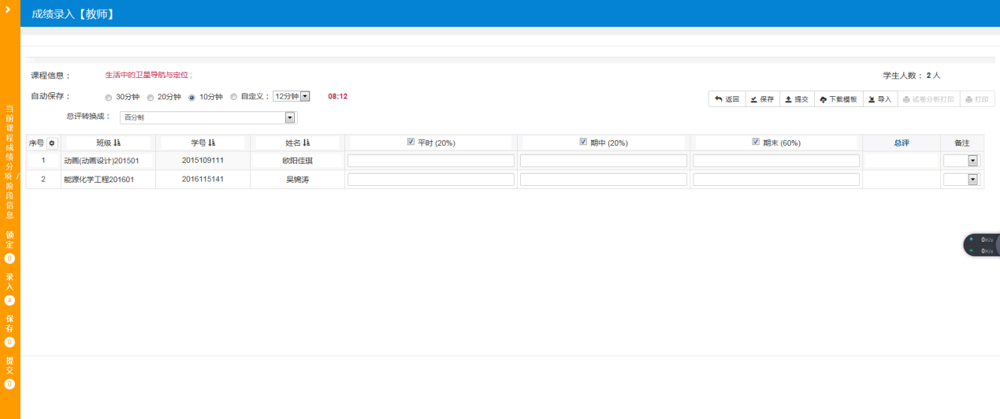 成绩录入【教师】
课程信息： 生活中的卫星导航与定位； 学生人数：2人
自动保存： 30分钟 20分钟 10分钟 自定义：12分钟 08:12
返回 保存 提交 下载模板 导入 试卷分析打印 打印
总评转换成： 百分制
序号 班级 学号 姓名 平时 (20%) 期中 (20%) 期末 (60%) 总评 备注
1 动画(动画设计)201501 2015109111 欧阳佳琪
2 能源化学工程201601 2016115141 吴锦涛
当前课程成绩分项/阶段信息
锁定 0
录入 4
保存 0
提交 0
0K/s
0K/s